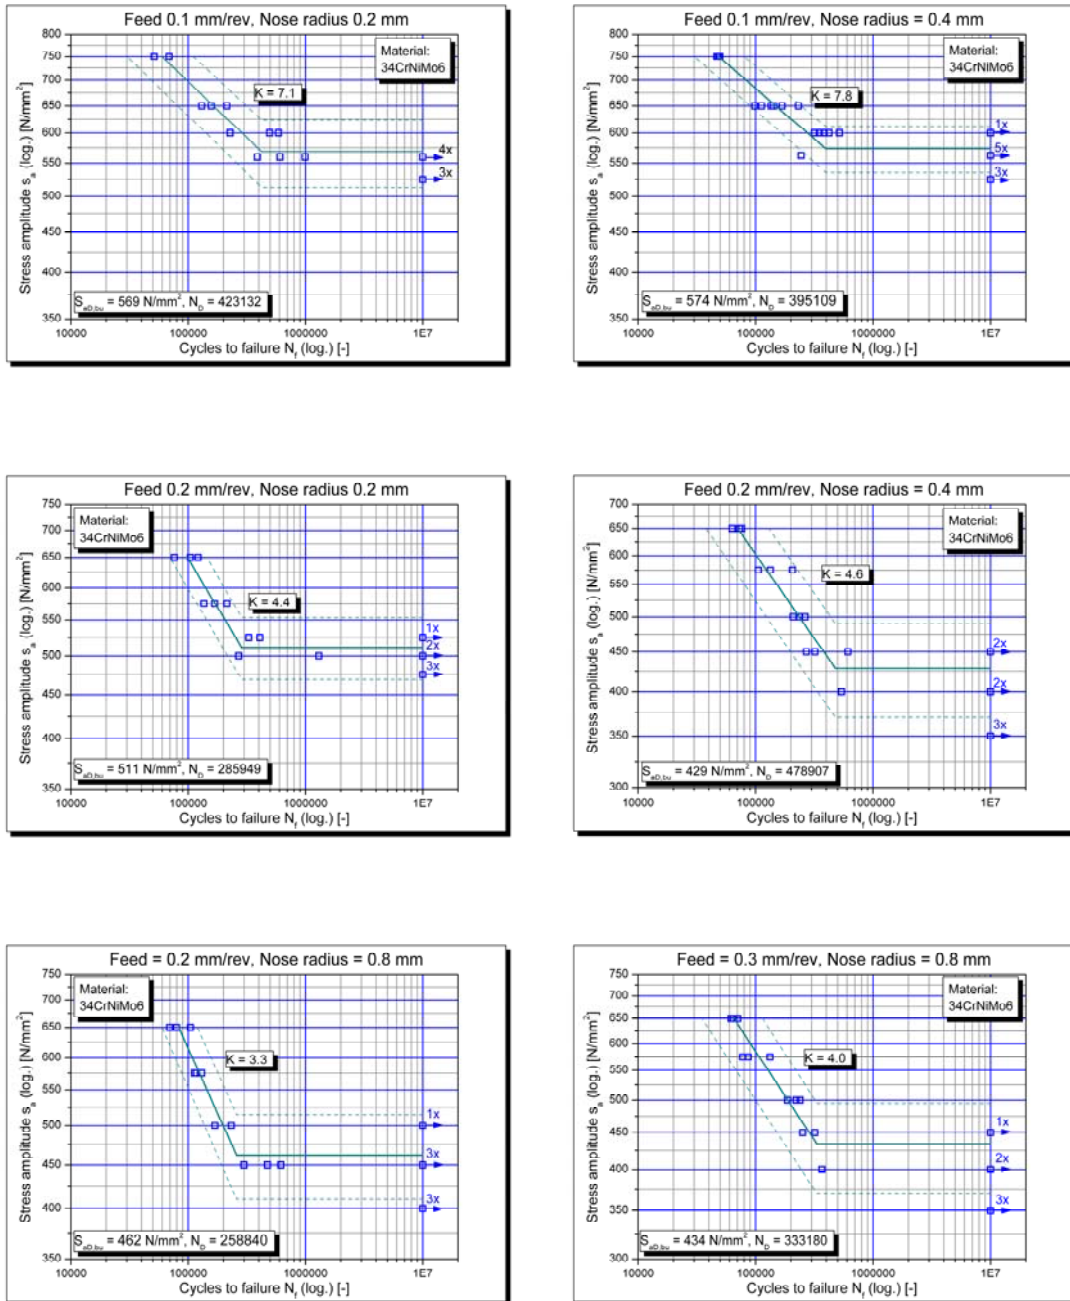 Feed 0.1 mm/rev, Nose radius 0.2 mm
Stress amplitude sa (log.) [N/mm²]
800
750
700
650
600
550
500
450
400
350
Material:
34CrNiMo6
K = 7.1
4x
3x
SaD,bu = 569 N/mm², ND = 423132
10000
100000
1000000
1E7
Cycles to failure Nf (log.) [-]
Feed 0.1 mm/rev, Nose radius = 0.4 mm
Stress amplitude sa (log.) [N/mm²]
800
750
700
650
600
550
500
450
400
350
Material:
34CrNiMo6
K = 7.8
1x
5x
3x
SaD,bu = 574 N/mm², ND = 395109
10000
100000
1000000
1E7
Cycles to failure Nf (log.) [-]
Feed 0.2 mm/rev, Nose radius 0.2 mm
Stress amplitude sa (log.) [N/mm²]
750
700
650
600
550
500
450
400
350
Material:
34CrNiMo6
K = 4.4
1x
2x
3x
SaD,bu = 511 N/mm², ND = 285949
10000
100000
1000000
1E7
Cycles to failure Nf (log.) [-]
Feed 0.2 mm/rev, Nose radius = 0.4 mm
Stress amplitude sa (log.) [N/mm²]
700
650
600
550
500
450
400
350
300
Material:
34CrNiMo6
K = 4.6
2x
2x
3x
SaD,bu = 429 N/mm², ND = 478907
10000
100000
1000000
1E7
Cycles to failure Nf (log.) [-]
Feed = 0.2 mm/rev, Nose radius = 0.8 mm
Stress amplitude sa (log.) [N/mm²]
750
700
650
600
550
500
450
400
350
Material:
34CrNiMo6
K = 3.3
1x
3x
3x
SaD,bu = 462 N/mm², ND = 258840
10000
100000
1000000
1E7
Cycles to failure Nf (log.) [-]
Feed = 0.3 mm/rev, Nose radius = 0.8 mm
Stress amplitude sa (log.) [N/mm²]
750
700
650
600
550
500
450
400
350
300
Material:
34CrNiMo6
K = 4.0
1x
2x
3x
SaD,bu = 434 N/mm², ND = 333180
10000
100000
1000000
1E7
Cycles to failure Nf (log.) [-]